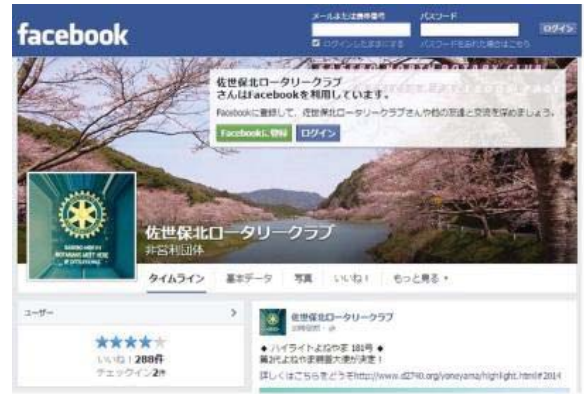 facebook
メールまたは携帯番号
パスワード
ログイン
ログインしたままにする
パスワードを忘れた場合はこちら
佐世保北ロータリークラブ
さんはFacebookを利用しています。
Facebookに登録して、佐世保北ロータリークラブさんや他の友達と交流を深めましょう。
Facebookに登録
ログイン
佐世保北ロータリークラブ
非営利団体
タイムライン
基本データ
写真
いいね!
もっと見る
ユーザー
いいね!288件
チェックイン2件
佐世保北ロータリークラブ
◆ ハイライトよねやま 181号 ◆
第2代よねやま親善大使が決定!
詳しくはこちらをどうぞhttp://www.d2740.org/yoneyama/highlight.html#2014